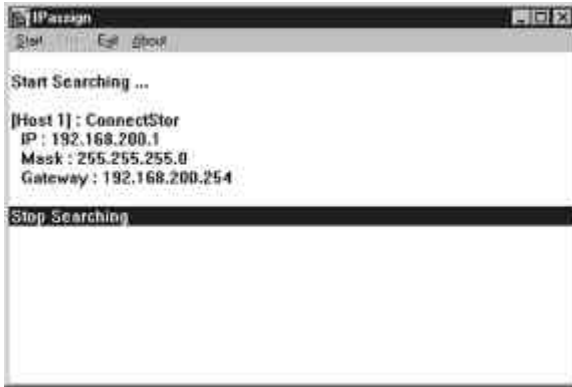 IPassign
Start Exit About
Start Searching ...
[Host 1] : ConnectStor
IP : 192.168.200.1
Mask : 255.255.255.0
Gateway : 192.168.200.254
Stop Searching